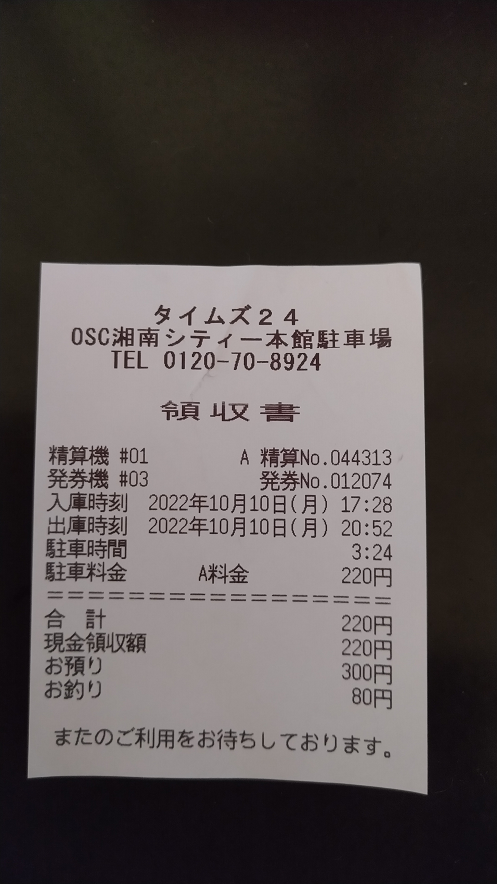 タイムズ24
OSC湘南シティー本館駐車場
TEL 0120-70-8924
領収書
精算機 #01 A 精算No.044313
発券機 #03 発券No.012074
入庫時刻 2022年10月10日(月) 17:28
出庫時刻 2022年10月10日(月) 20:52
駐車時間 3:24
駐車料金 A料金 220円
==================
合 計 220円
現金領収額 220円
お預り 300円
お釣り 80円
またのご利用をお待ちしております。